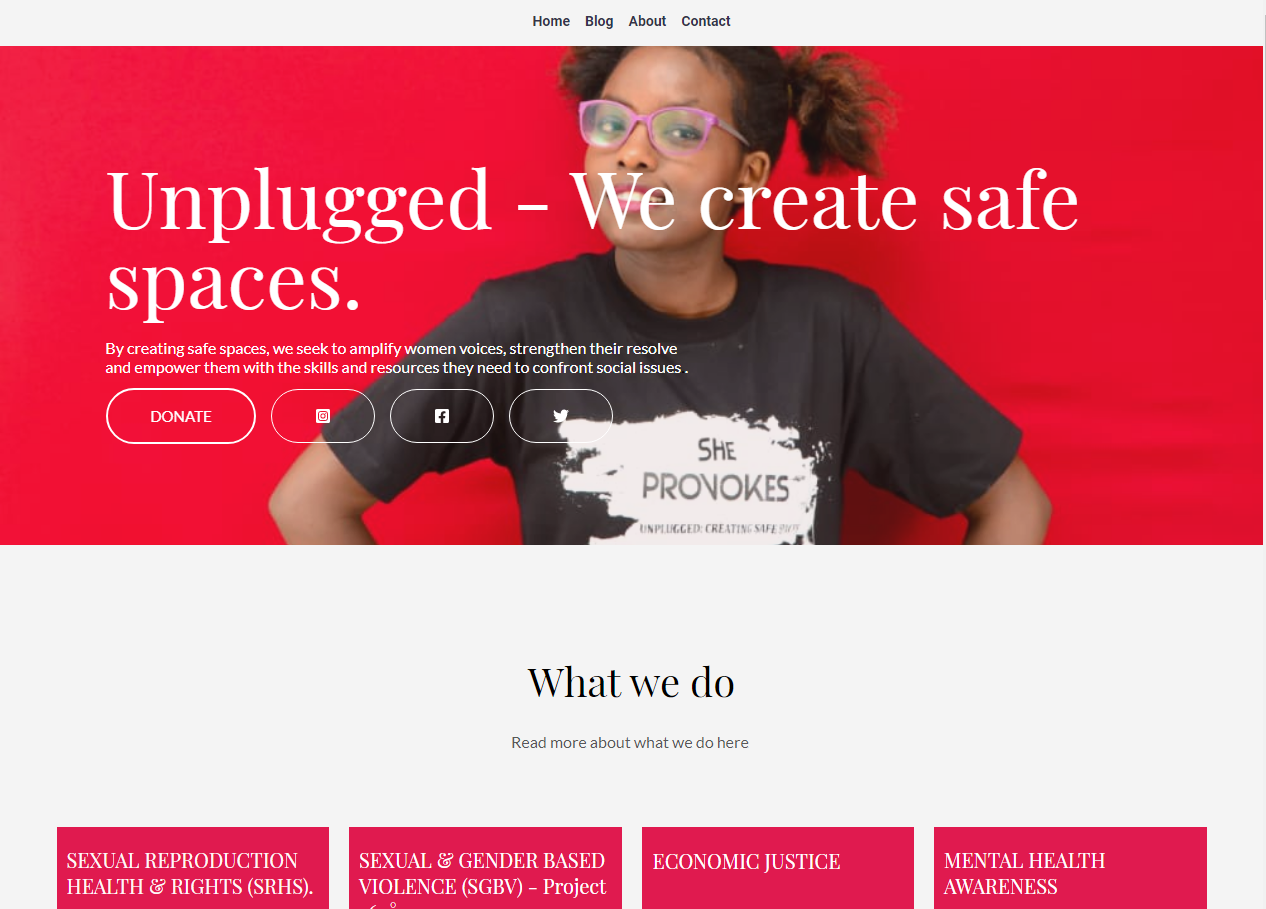 Home Blog About Contact
Unplugged – We create safe
spaces.
By creating safe spaces, we seek to amplify women voices, strengthen their resolve
and empower them with the skills and resources they need to confront social issues .
DONATE
SHE
PROVOKES
UNPLUGGED: CREATING SAFE
What we do
Read more about what we do here
SEXUAL REPRODUCTION
HEALTH & RIGHTS (SRHS).
SEXUAL & GENDER BASED
VIOLENCE (SGBV) – Project
ECONOMIC JUSTICE
MENTAL HEALTH
AWARENESS